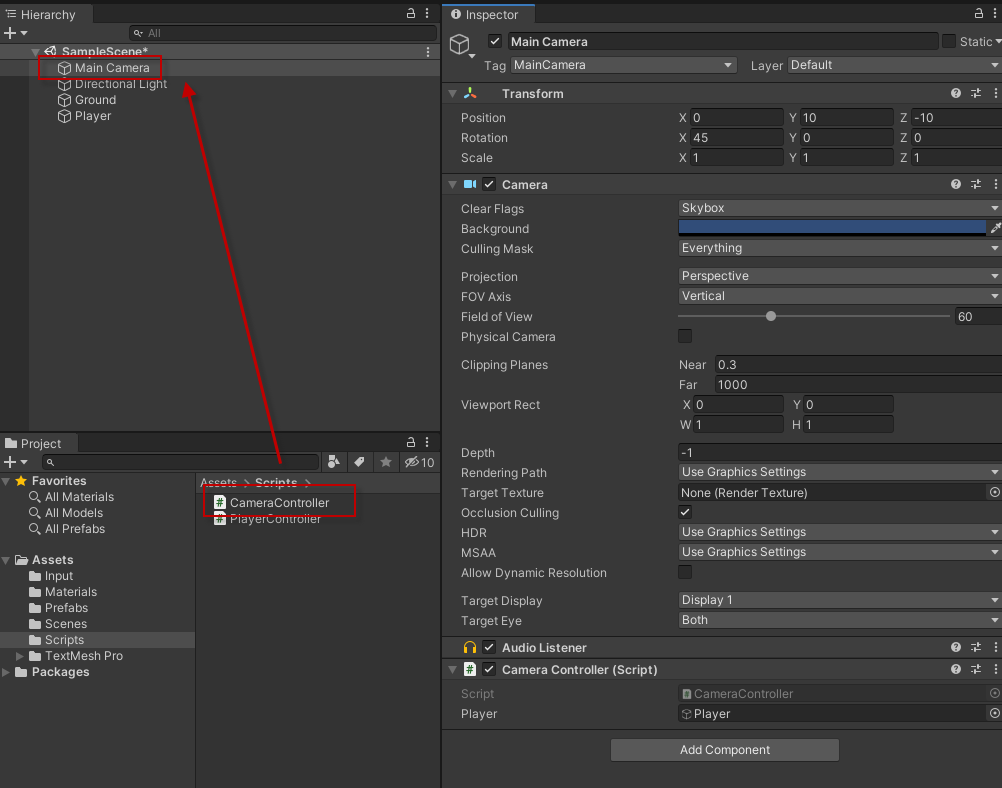 Hierarchy
All
SampleScene*
Main Camera
Directional Light
Ground
Player
Project
10
Favorites
All Materials
All Models
All Prefabs
Assets
Input
Materials
Prefabs
Scenes
Scripts
TextMesh Pro
Packages
Assets > Scripts >
# CameraController
# PlayerController
Inspector
Main Camera Static
Tag MainCamera Layer Default
Transform
Position X 0 Y 10 Z -10
Rotation X 45 Y 0 Z 0
Scale X 1 Y 1 Z 1
Camera
Clear Flags Skybox
Background
Culling Mask Everything
Projection Perspective
FOV Axis Vertical
Field of View 60
Physical Camera
Clipping Planes Near 0.3
Far 1000
Viewport Rect X 0 Y 0
W 1 H 1
Depth -1
Rendering Path Use Graphics Settings
Target Texture None (Render Texture)
Occlusion Culling
HDR Use Graphics Settings
MSAA Use Graphics Settings
Allow Dynamic Resolution
Target Display Display 1
Target Eye Both
Audio Listener
# Camera Controller (Script)
Script # CameraController
Player Player
Add Component